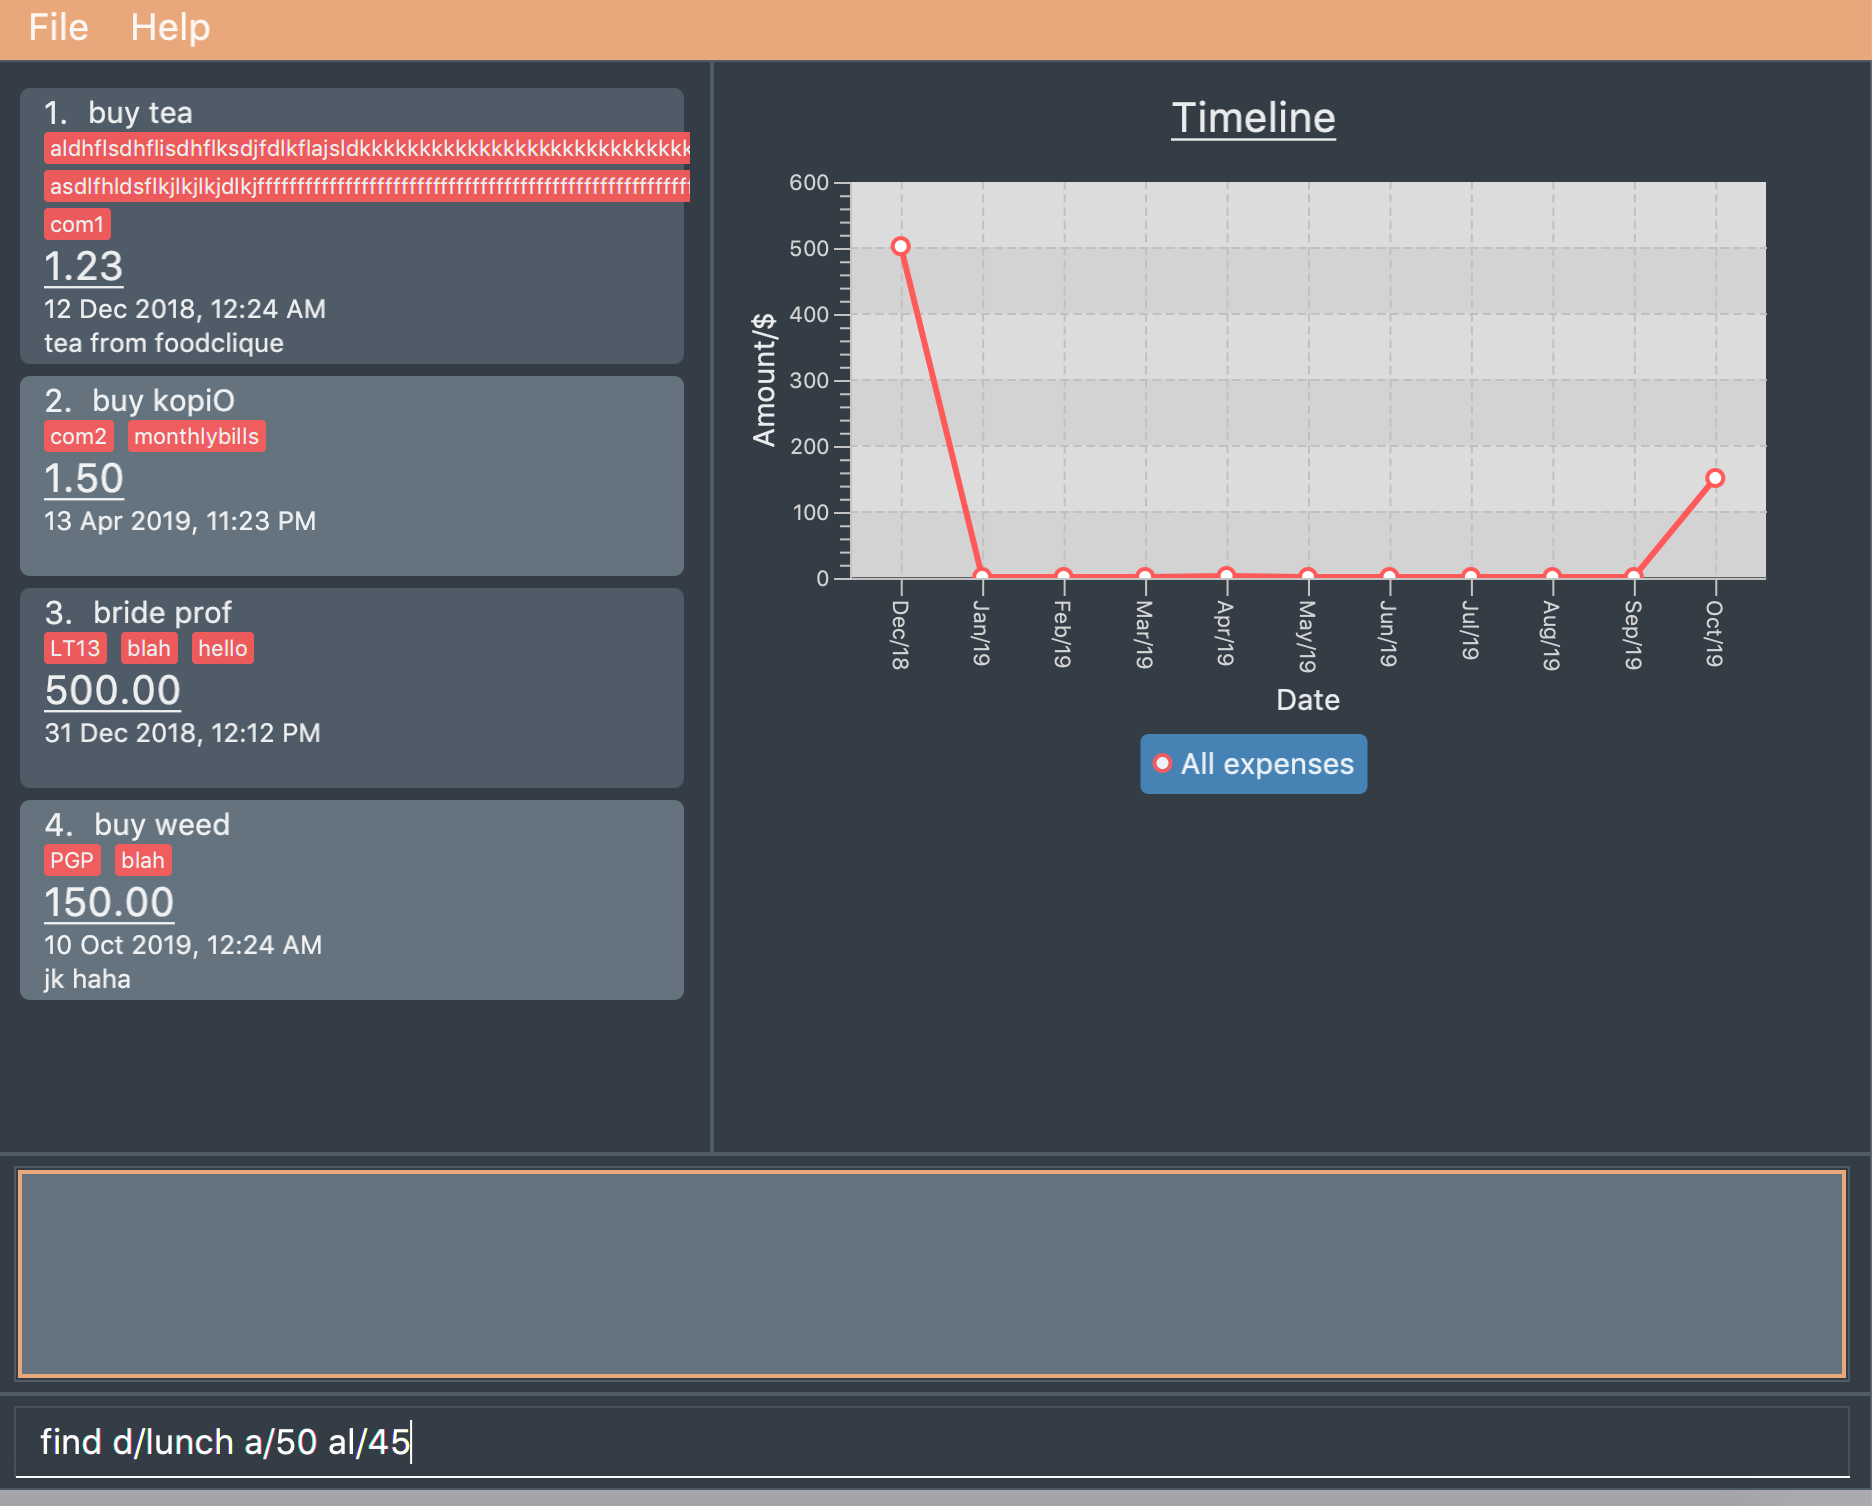 File Help
1. buy tea
com1
1.23
12 Dec 2018, 12:24 AM
tea from foodclique
2. buy kopiO
com2 monthlybills
1.50
13 Apr 2019, 11:23 PM
3. bride prof
LT13 blah hello
500.00
31 Dec 2018, 12:12 PM
4. buy weed
PGP blah
150.00
10 Oct 2019, 12:24 AM
jk haha
Timeline
600
500
400
300
200
100
0
Amount/$
Dec/18 Jan/19 Feb/19 Mar/19 Apr/19 May/19 Jun/19 Jul/19 Aug/19 Sep/19 Oct/19
Date
All expenses
find d/lunch a/50 al/45